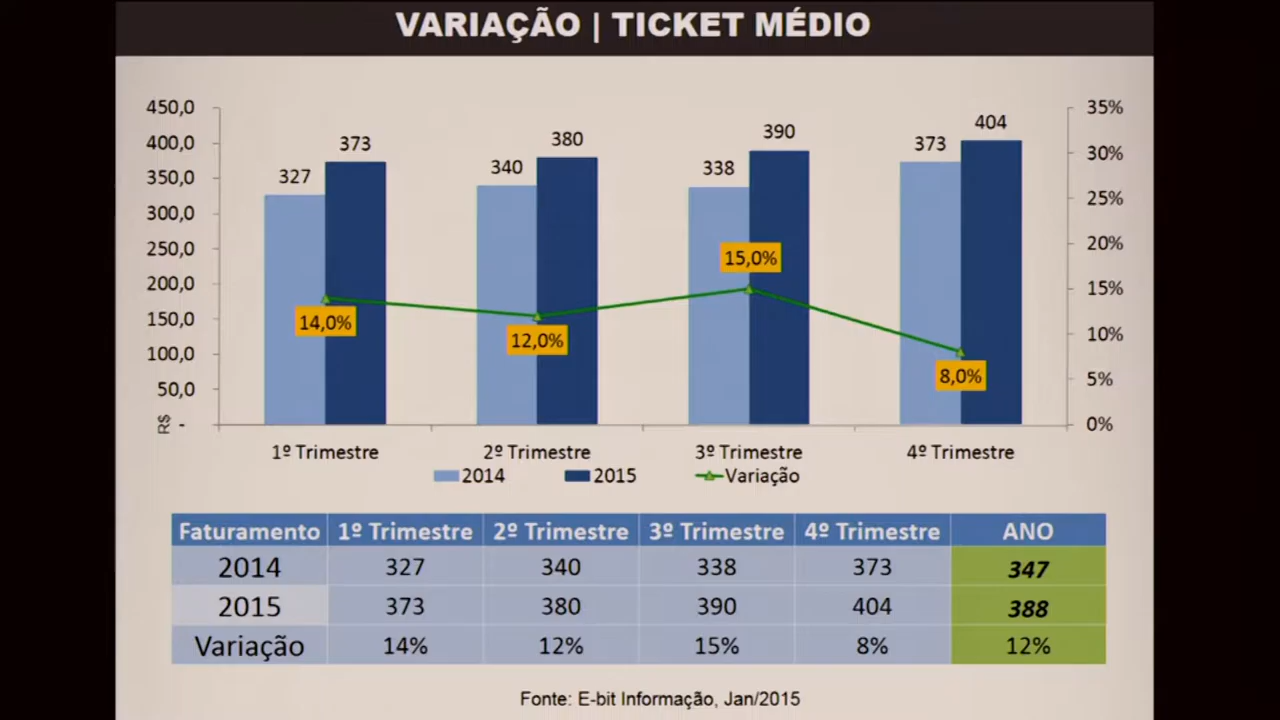 VARIAÇÃO | TICKET MÉDIO
450,0
400,0
350,0
300,0
250,0
200,0
150,0
100,0
50,0
R$ -
35%
30%
25%
20%
15%
10%
5%
0%
327 373 340 380 338 390 373 404
14,0% 12,0% 15,0% 8,0%
1º Trimestre 2º Trimestre 3º Trimestre 4º Trimestre
2014 2015 Variação
Faturamento 1º Trimestre 2º Trimestre 3º Trimestre 4º Trimestre ANO
2014 327 340 338 373 347
2015 373 380 390 404 388
Variação 14% 12% 15% 8% 12%
Fonte: E-bit Informação, Jan/2015